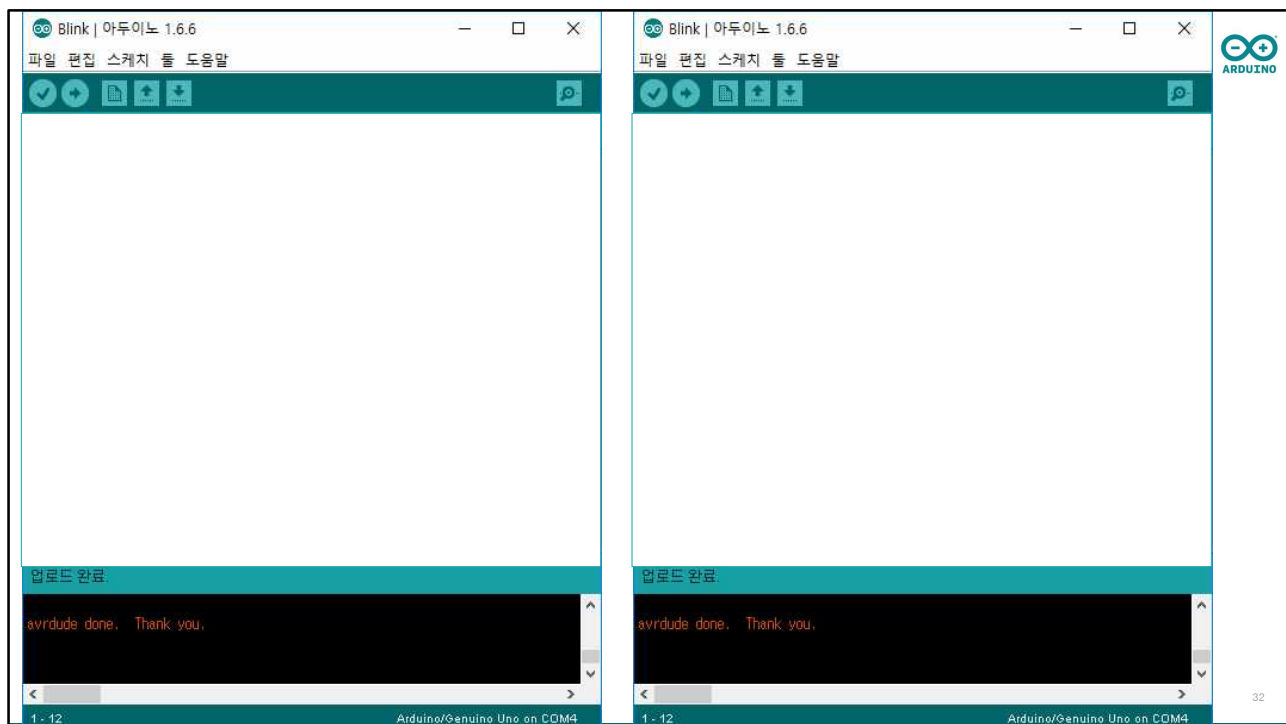 Blink | 아두이노 1.6.6
파일 편집 스케치 툴 도움말
업로드 완료.
avrdude done. Thank you.
1 - 12
Arduino/Genuino Uno on COM4
Blink | 아두이노 1.6.6
파일 편집 스케치 툴 도움말
업로드 완료.
avrdude done. Thank you.
1 - 12
Arduino/Genuino Uno on COM4
ARDUINO
32